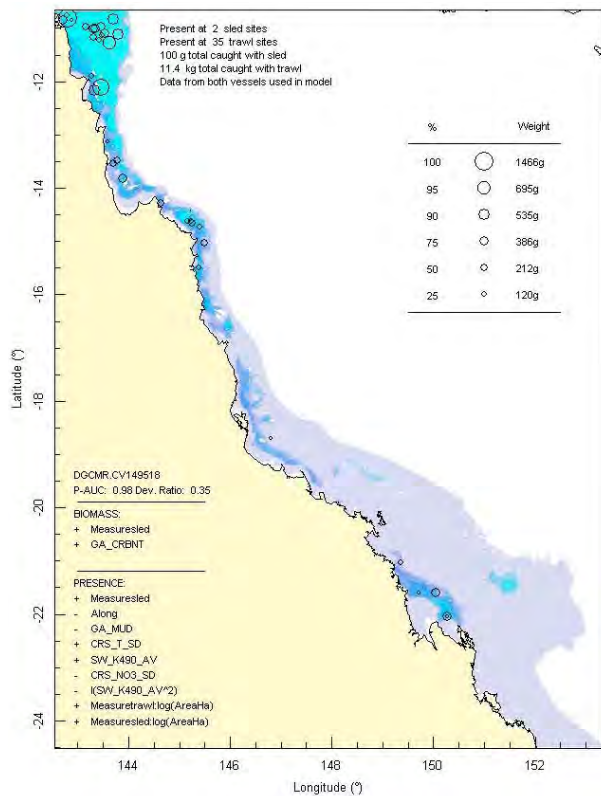 Present at 2 sled sites
Present at 35 trawl sites
100 g total caught with sled
11.4 kg total caught with trawl
Data from both vessels used in model
% Weight
100 1466g
95 695g
90 535g
75 386g
50 212g
25 120g
-12
-14
-16
-18
-20
-22
-24
Latitude (°)
DGCMR.CV149518
P-AUC: 0.98 Dev. Ratio: 0.35
BIOMASS:
+ Measuresled
+ GA_CRBNT
PRESENCE:
+ Measuresled
- Along
- GA_MUD
+ CRS_T_SD
+ SW_K490_AV
- CRS_NO3_SD
- I(SW_K490_AV^2)
+ Measuretrawl:log(AreaHa)
+ Measuresled:log(AreaHa)
144 146 148 150 152
Longitude (°)